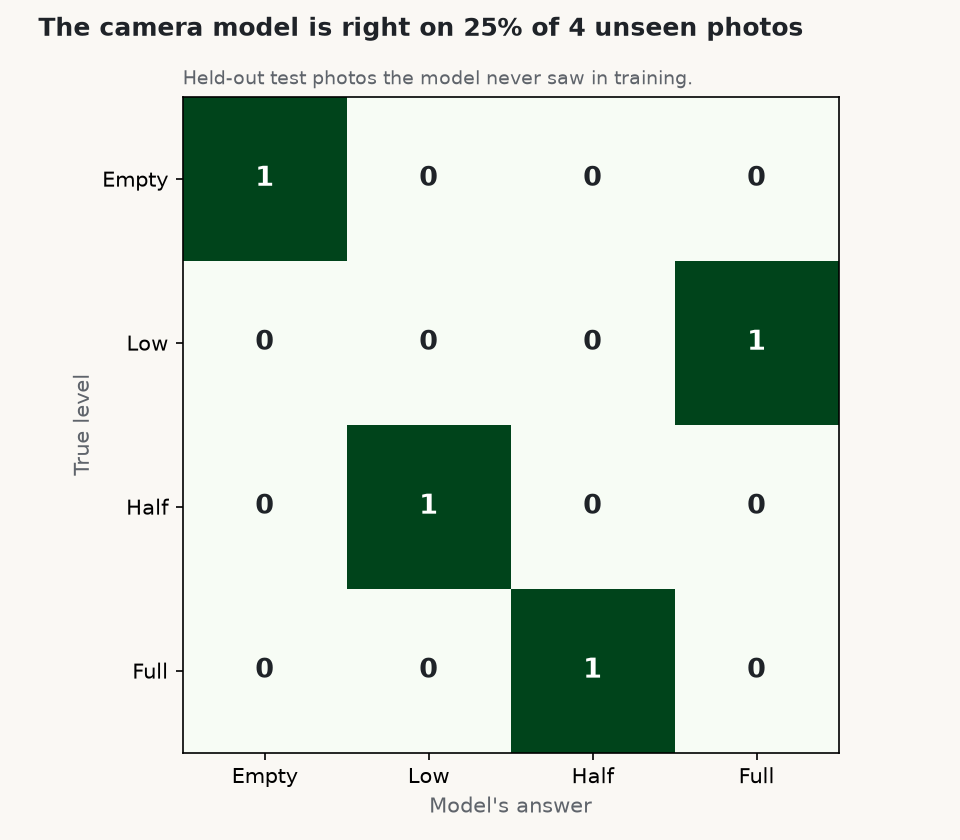 The camera model is right on 25% of 4 unseen photos
Held-out test photos the model never saw in training.
Empty 1 0 0 0
Low 0 0 0 1
Half 0 1 0 0
Full 0 0 1 0
True level
Empty Low Half Full
Model's answer